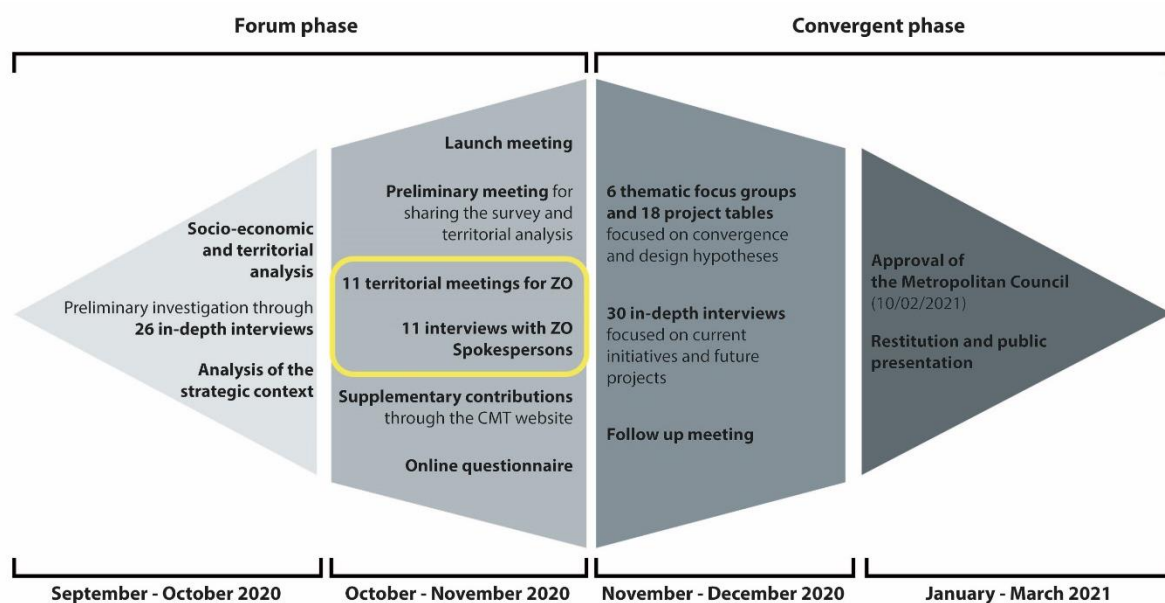 Forum phase
Convergent phase
Socio-economic
and territorial
analysis
Preliminary investigation through
26 in-depth interviews
Analysis of the
strategic context
Launch meeting
Preliminary meeting for
sharing the survey and
territorial analysis
11 territorial meetings for ZO
11 interviews with ZO
Spokespersons
Supplementary contributions
through the CMT website
Online questionnaire
6 thematic focus groups
and 18 project tables
focused on convergence
and design hypotheses
30 in-depth interviews
focused on current
initiatives and future
projects
Follow up meeting
Approval of
the Metropolitan Council
(10/02/2021)
Restitution and public
presentation
September - October 2020
October - November 2020
November - December 2020
January - March 2021